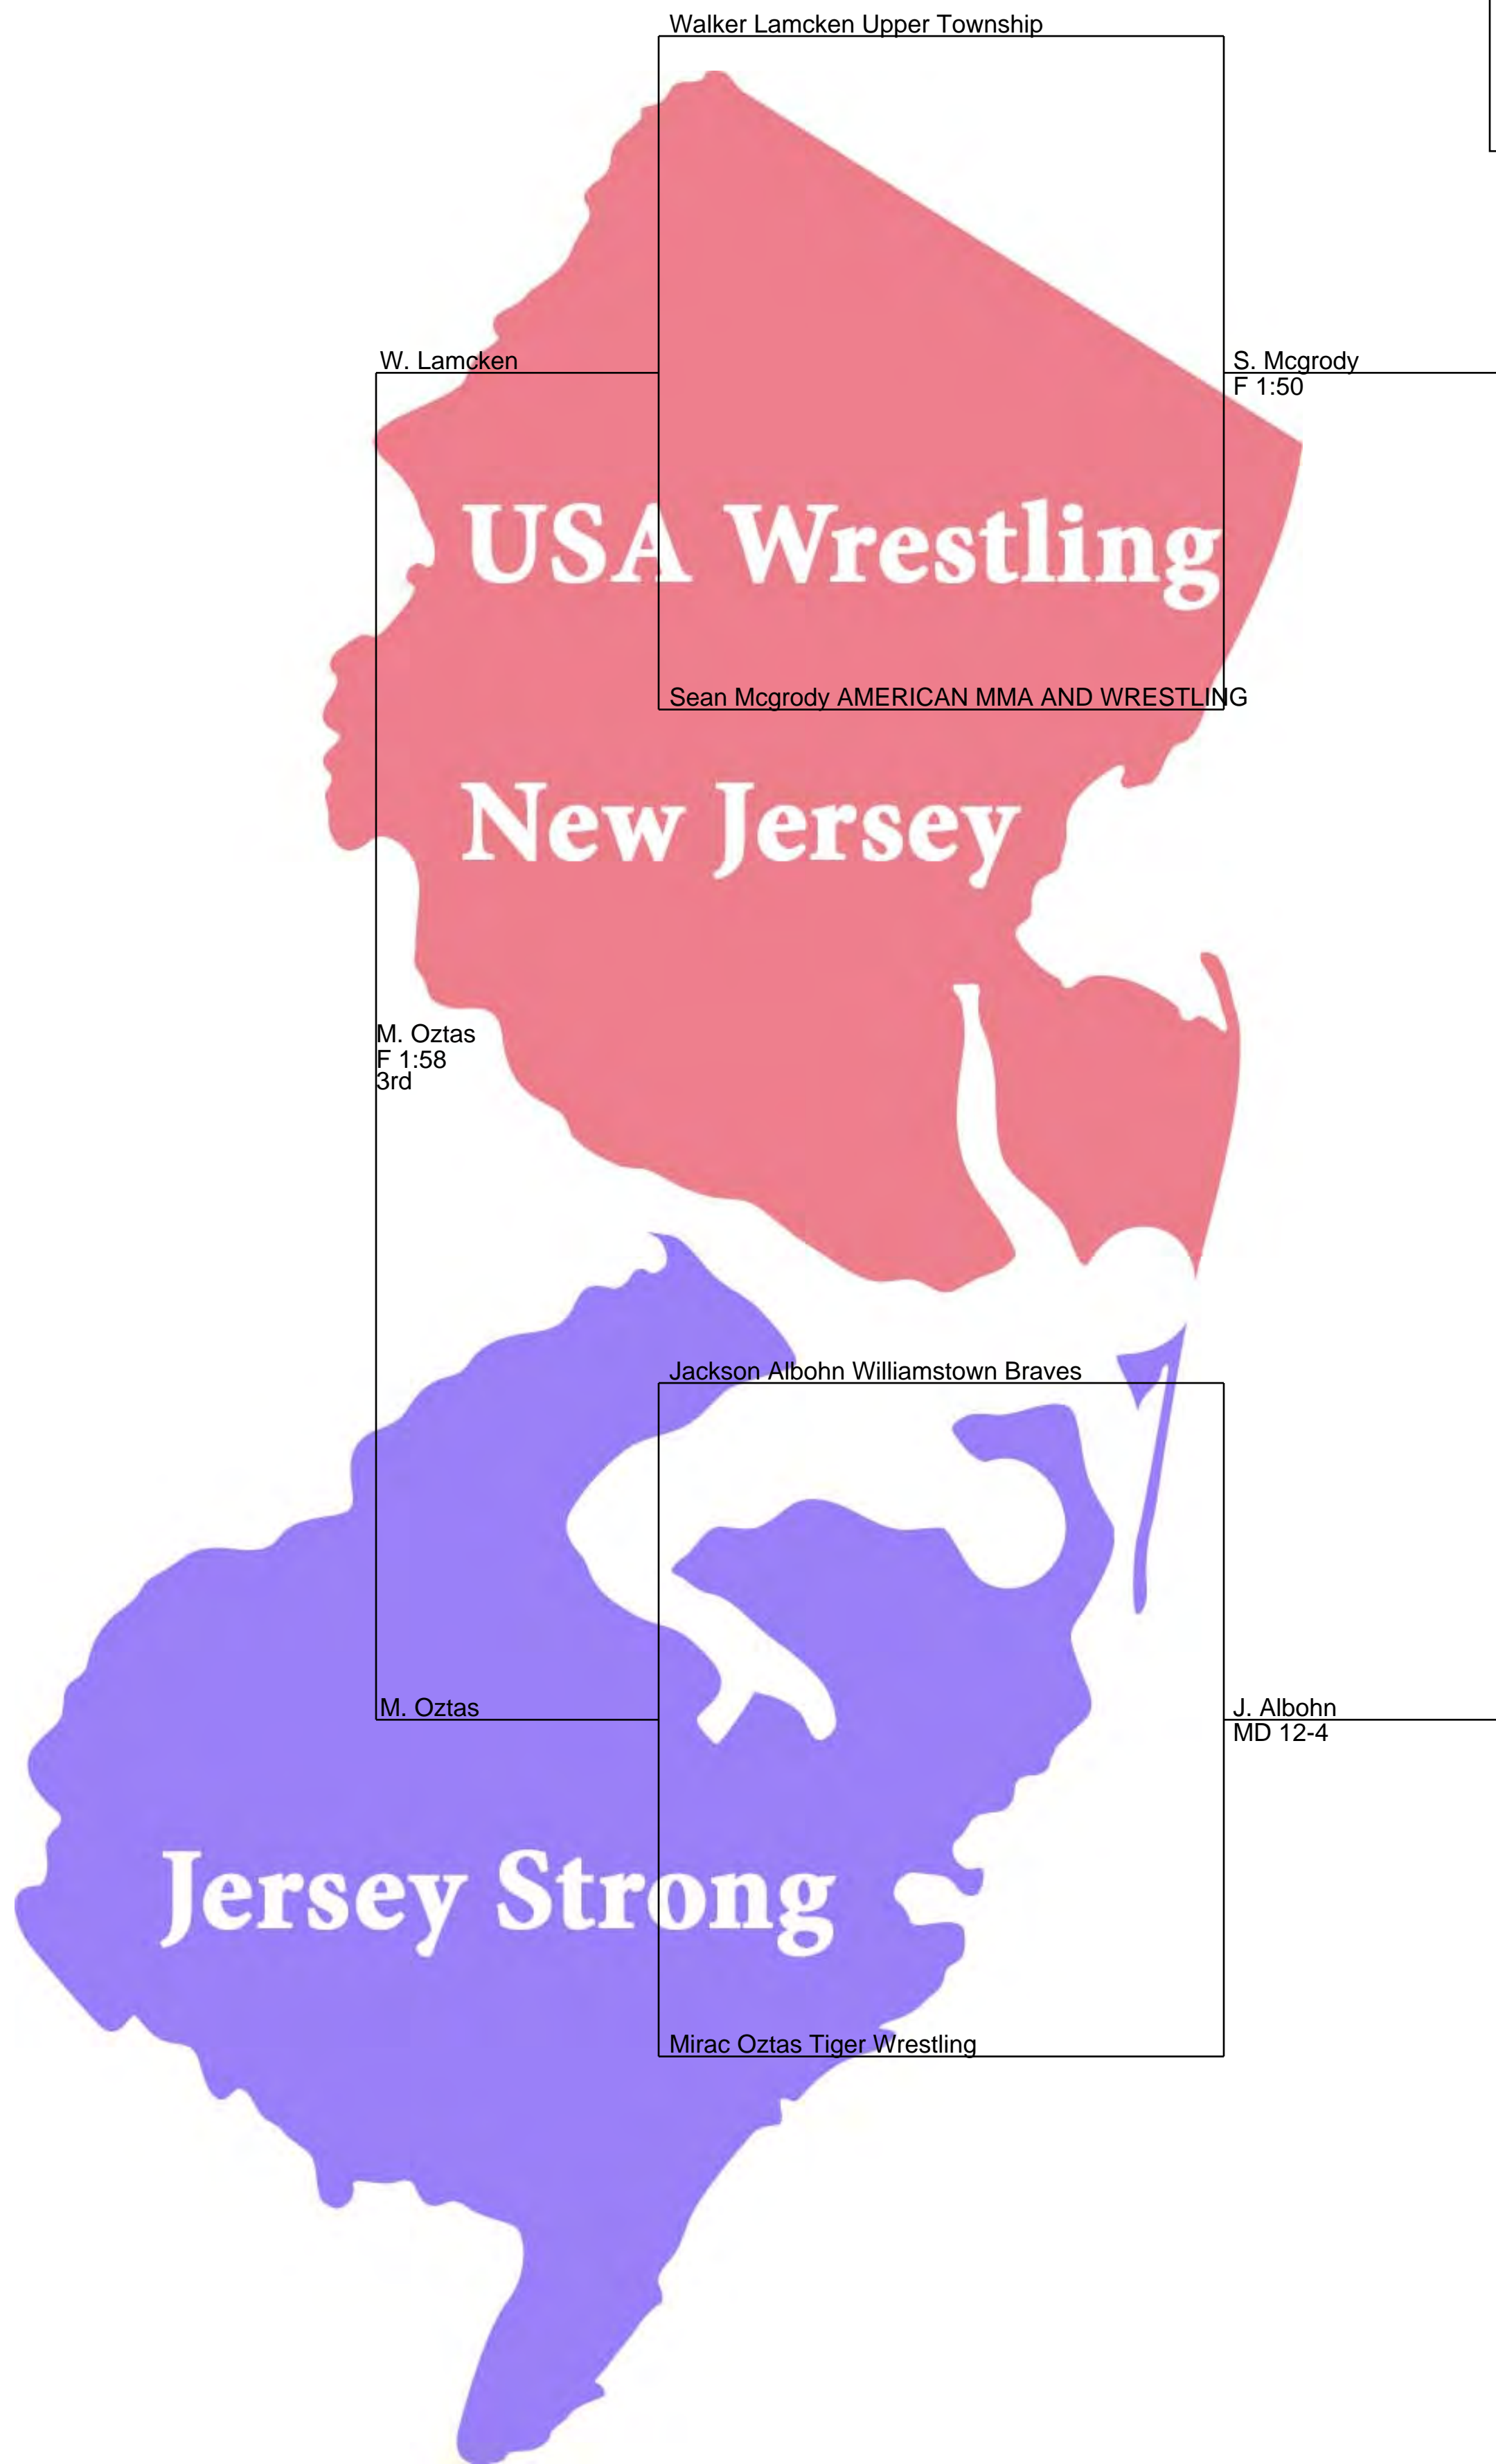 Walker Lamcken Upper Township
W. Lamcken
S. Mcgrody
F 1:50
USA Wrestling
Sean Mcgrody AMERICAN MMA AND WRESTLING
New Jersey
M. Oztas
F 1:58
3rd
Jackson Albohn Williamstown Braves
M. Oztas
J. Albohn
MD 12-4
Jersey Strong
Mirac Oztas Tiger Wrestling